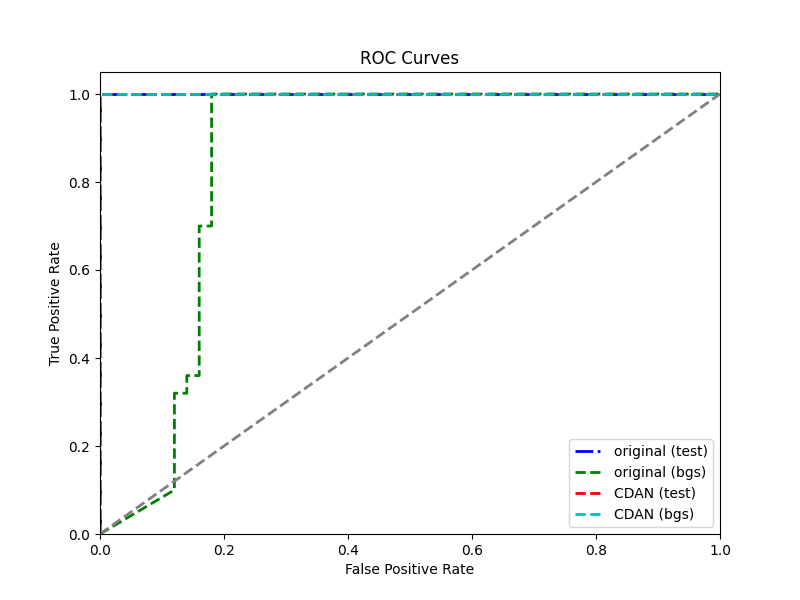 ROC Curves
True Positive Rate
1.0
0.8
0.6
0.4
0.2
0.0
0.0 0.2 0.4 0.6 0.8 1.0
False Positive Rate
original (test)
original (bgs)
CDAN (test)
CDAN (bgs)